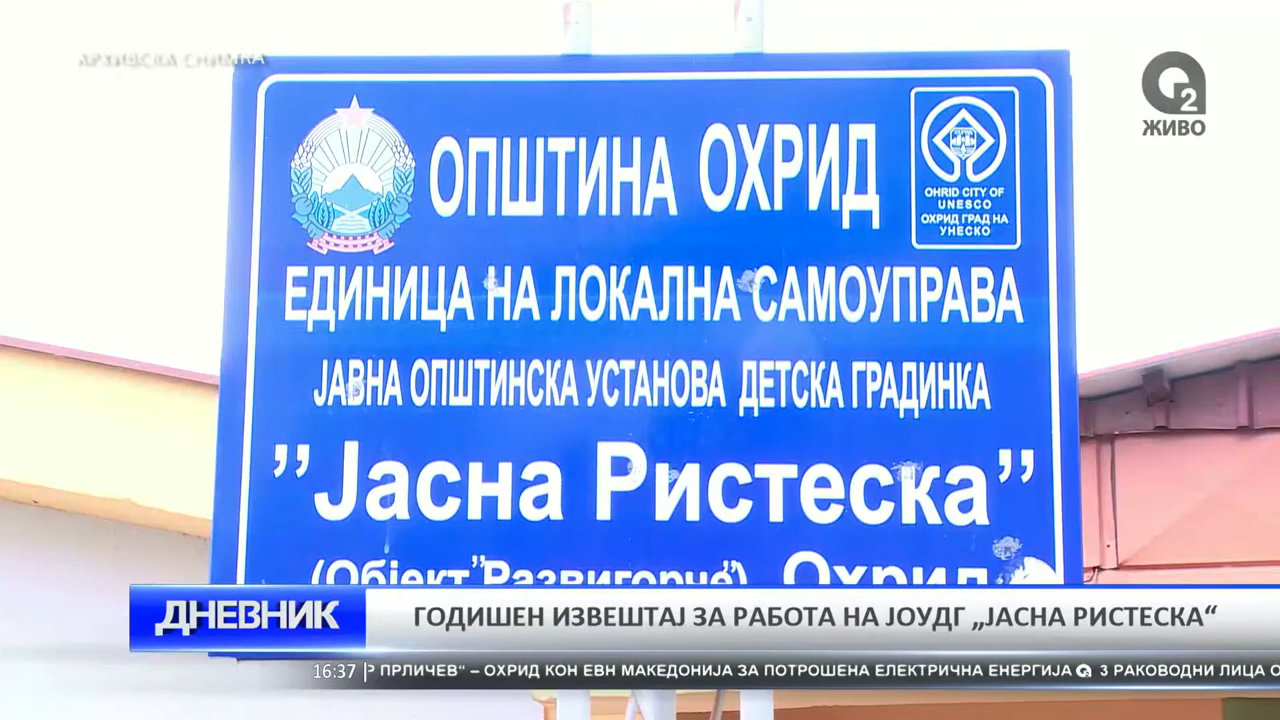 АРХИВСКА СНИМКА
2
ЖИВО
ОПШТИНА ОХРИД
OHRID CITY OF
UNESCO
ОХРИД ГРАД НА
УНЕСКО
ЕДИНИЦА НА ЛОКАЛНА САМОУПРАВА
ЈАВНА ОПШТИНСКА УСТАНОВА ДЕТСКА ГРАДИНКА
"Јасна Ристеска"
(Објект "Развигорче") Охрид
ДНЕВНИК
ГОДИШЕН ИЗВЕШТАЈ ЗА РАБОТА НА ЈОУДГ „ЈАСНА РИСТЕСКА“
16:37
Р ПРЛИЧЕВ“ – ОХРИД КОН ЕВН МАКЕДОНИЈА ЗА ПОТРОШЕНА ЕЛЕКТРИЧНА ЕНЕРГИЈА 3 РАКОВОДНИ ЛИЦА О